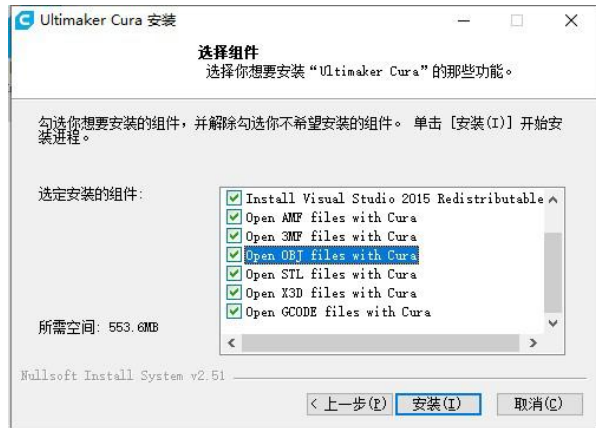 Ultimaker Cura 安装
选择组件
选择你想要安装“Ultimaker Cura”的那些功能。
勾选你想要安装的组件，并解除勾选你不希望安装的组件。 单击 [安装(I)] 开始安
装进程。
选定安装的组件:
Install Visual Studio 2015 Redistributable
Open AMF files with Cura
Open 3MF files with Cura
Open OBJ files with Cura
Open STL files with Cura
Open X3D files with Cura
Open GCODE files with Cura
所需空间: 553.6MB
Nullsoft Install System v2.51
< 上一步(P)
安装(I)
取消(C)